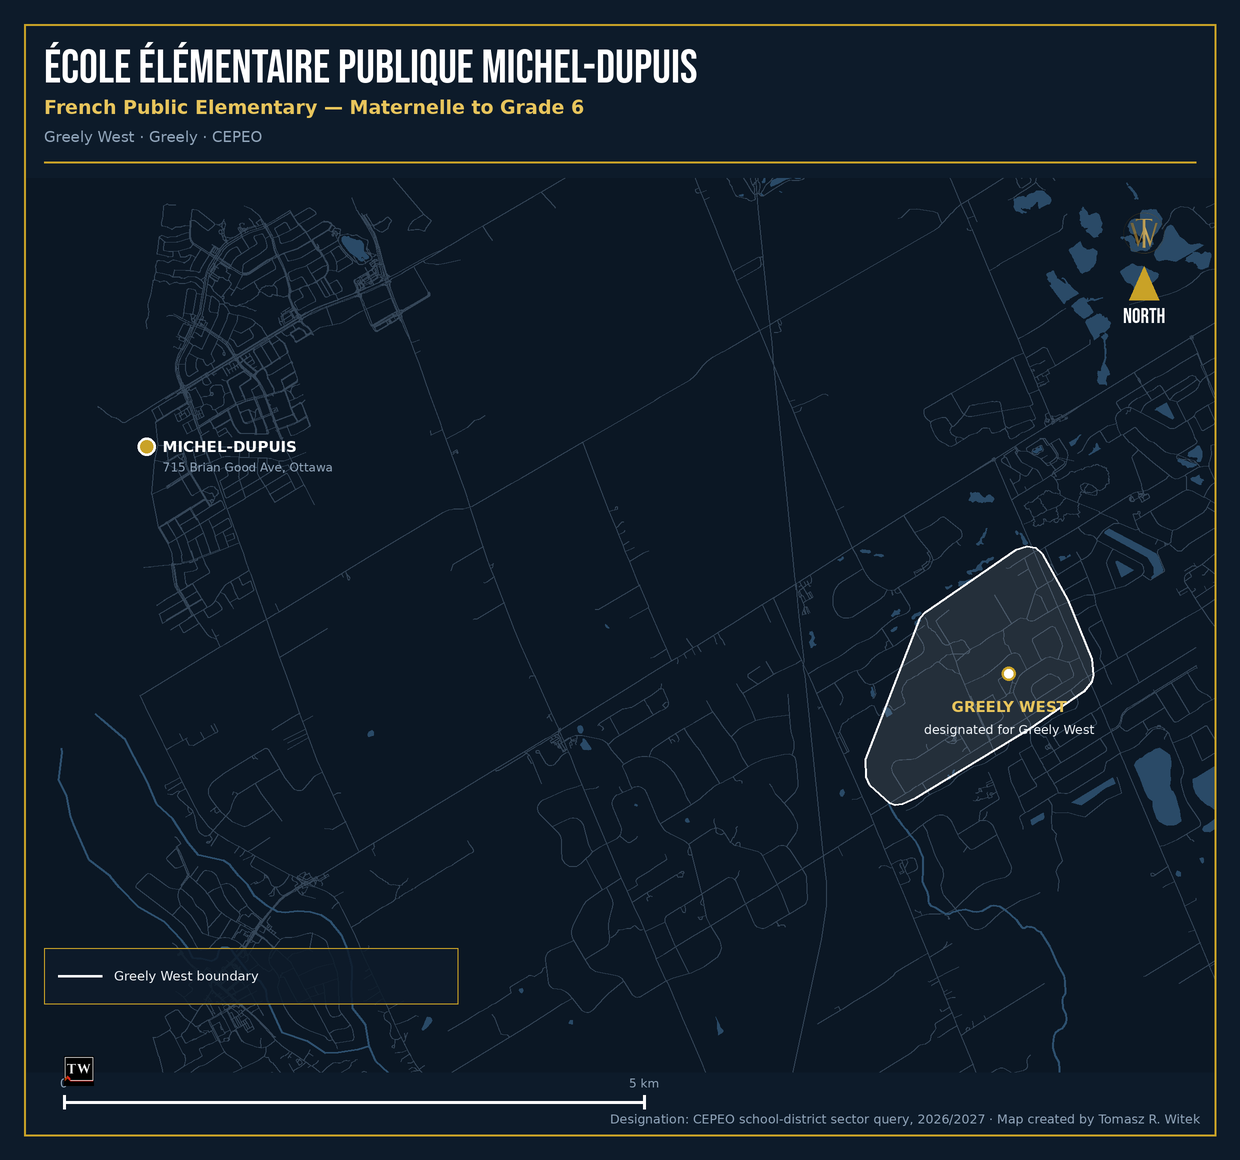 ÉCOLE ÉLÉMENTAIRE PUBLIQUE MICHEL-DUPUIS
French Public Elementary — Maternelle to Grade 6
Greely West · Greely · CEPEO
TW
NORTH
MICHEL-DUPUIS
715 Brian Good Ave, Ottawa
GREELY WEST
designated for Greely West
Greely West boundary
TW
0
5 km
Designation: CEPEO school-district sector query, 2026/2027 · Map created by Tomasz R. Witek